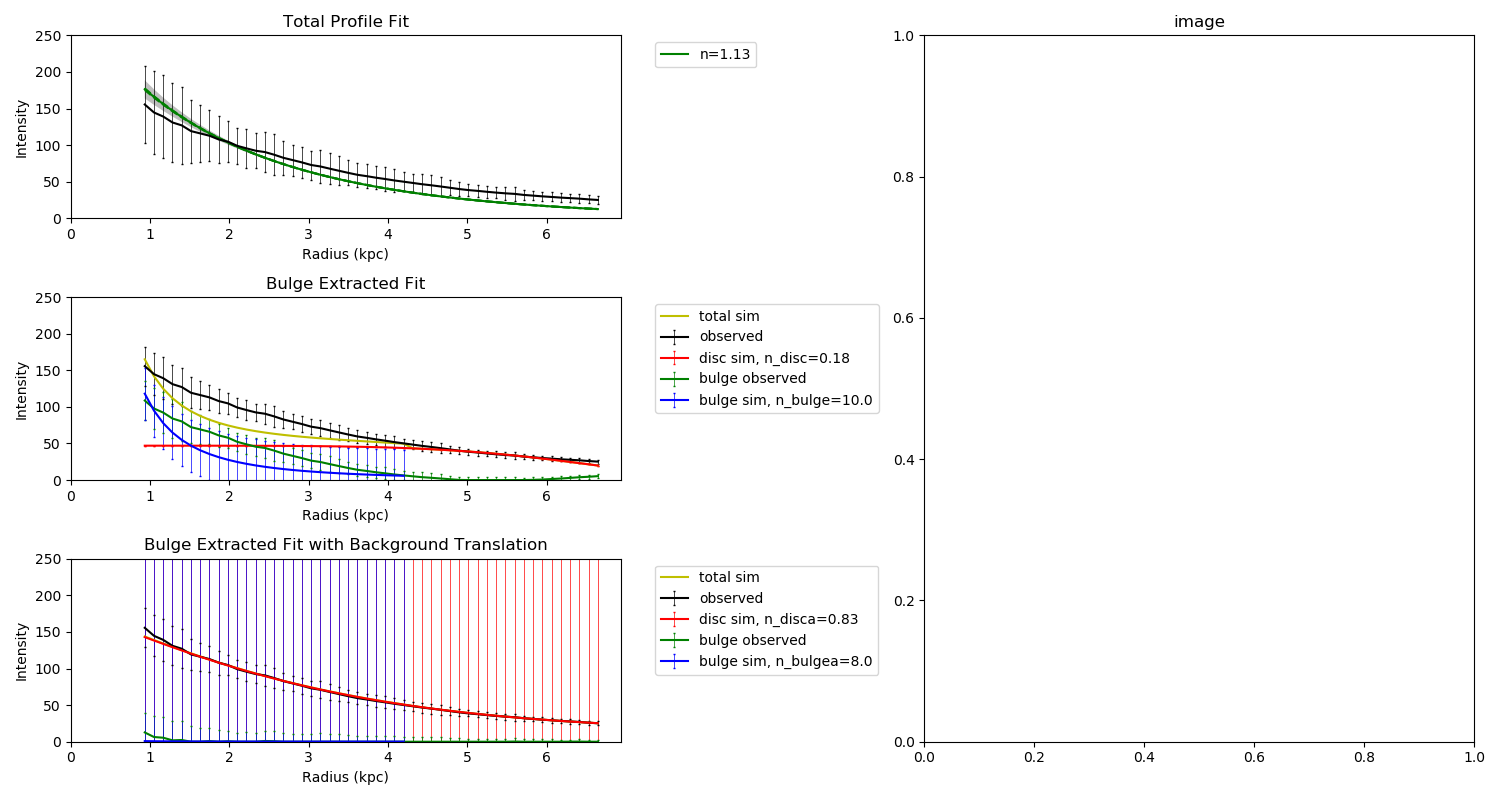 Total Profile Fit
250
200
150
100
50
0
Intensity
0 1 2 3 4 5 6
Radius (kpc)
n=1.13
Bulge Extracted Fit
250
200
150
100
50
0
Intensity
0 1 2 3 4 5 6
Radius (kpc)
total sim
observed
disc sim, n_disc=0.18
bulge observed
bulge sim, n_bulge=10.0
Bulge Extracted Fit with Background Translation
250
200
150
100
50
0
Intensity
0 1 2 3 4 5 6
Radius (kpc)
total sim
observed
disc sim, n_disca=0.83
bulge observed
bulge sim, n_bulgea=8.0
image
1.0
0.8
0.6
0.4
0.2
0.0
0.0 0.2 0.4 0.6 0.8 1.0